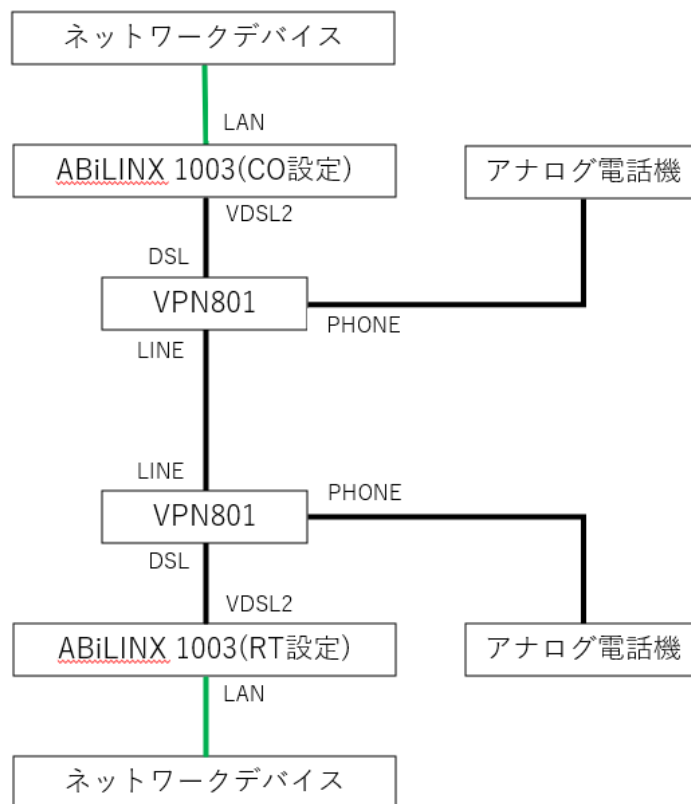 ネットワークデバイス
LAN
ABiLINX 1003(CO設定)
アナログ電話機
VDSL2
DSL
VPN801
PHONE
LINE
LINE
PHONE
VPN801
DSL
VDSL2
ABiLINX 1003(RT設定)
アナログ電話機
LAN
ネットワークデバイス